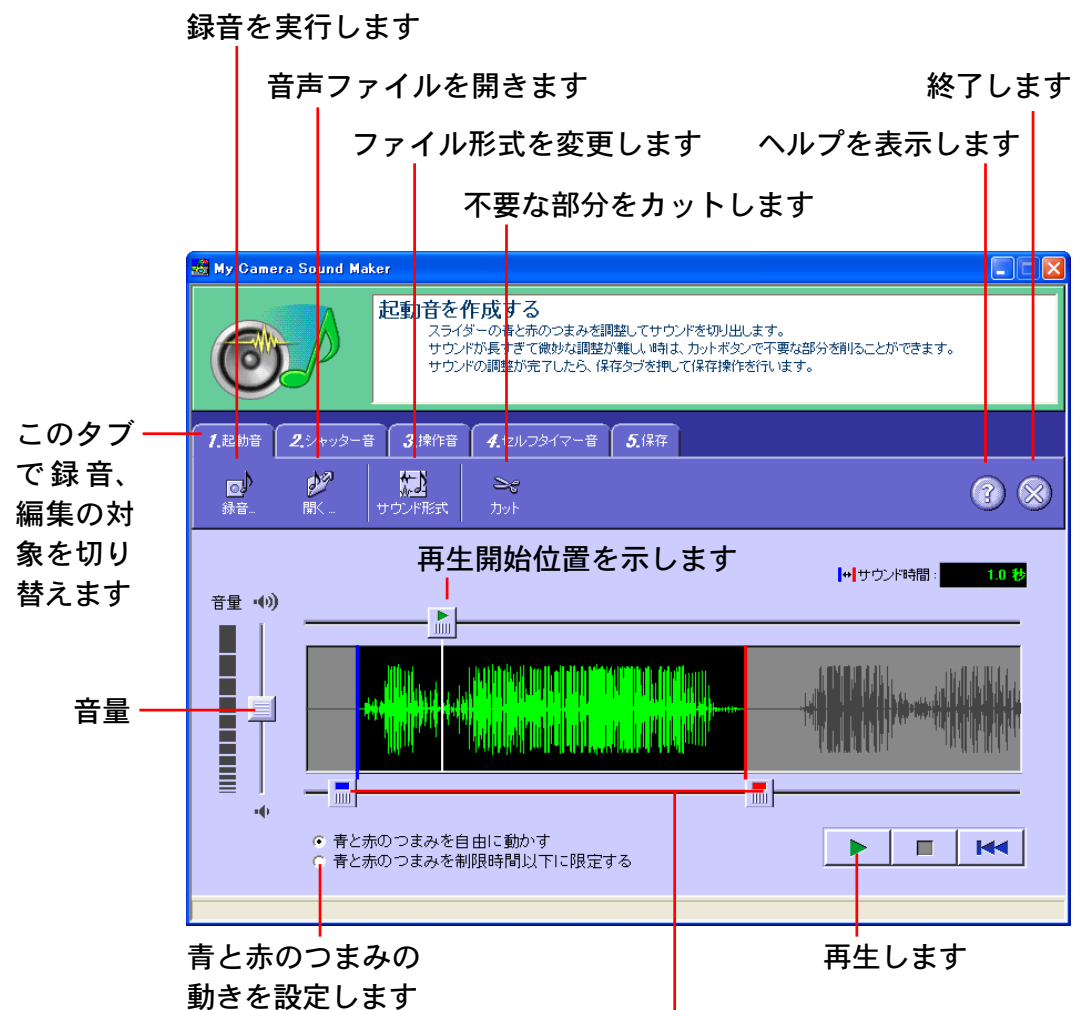 録音を実行します
音声ファイルを開きます
終了します
ファイル形式を変更します
ヘルプを表示します
不要な部分をカットします
My Camera Sound Maker
起動音を作成する
スライダーの青と赤のつまみを調整してサウンドを切り出します。
サウンドが長すぎて微妙な調整が難しい時は、カットボタンで不要な部分を削ることができます。
サウンドの調整が完了したら、保存タブを押して保存操作を行います。
このタブ
で録音、
編集の対
象を切り
替えます
1.起動音 2.シャッター音 3.操作音 4.セルフタイマー音 5.保存
録音... 開く... サウンド形式 カット
再生開始位置を示します
サウンド時間: 1.0 秒
音量
音量
青と赤のつまみを自由に動かす
青と赤のつまみを制限時間以下に限定する
青と赤のつまみの
動きを設定します
再生します